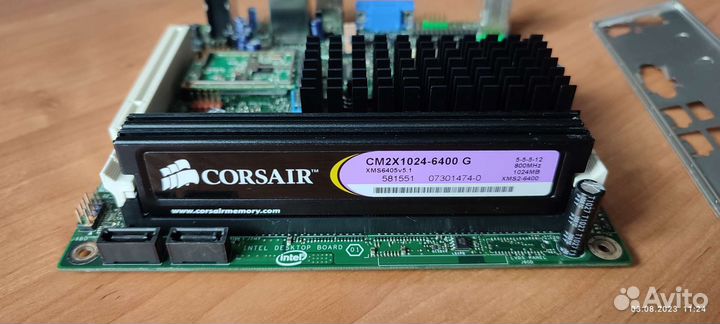 CORSAIR™
www.corsairmemory.com
CM2X1024-6400 G
XMS6405v5.1
581551 07301474-0
5-5-5-12
800MHz
1024MB
XMS2-6400
INTEL DESKTOP BOARD
intel
Avito
03.08.2023 11:24